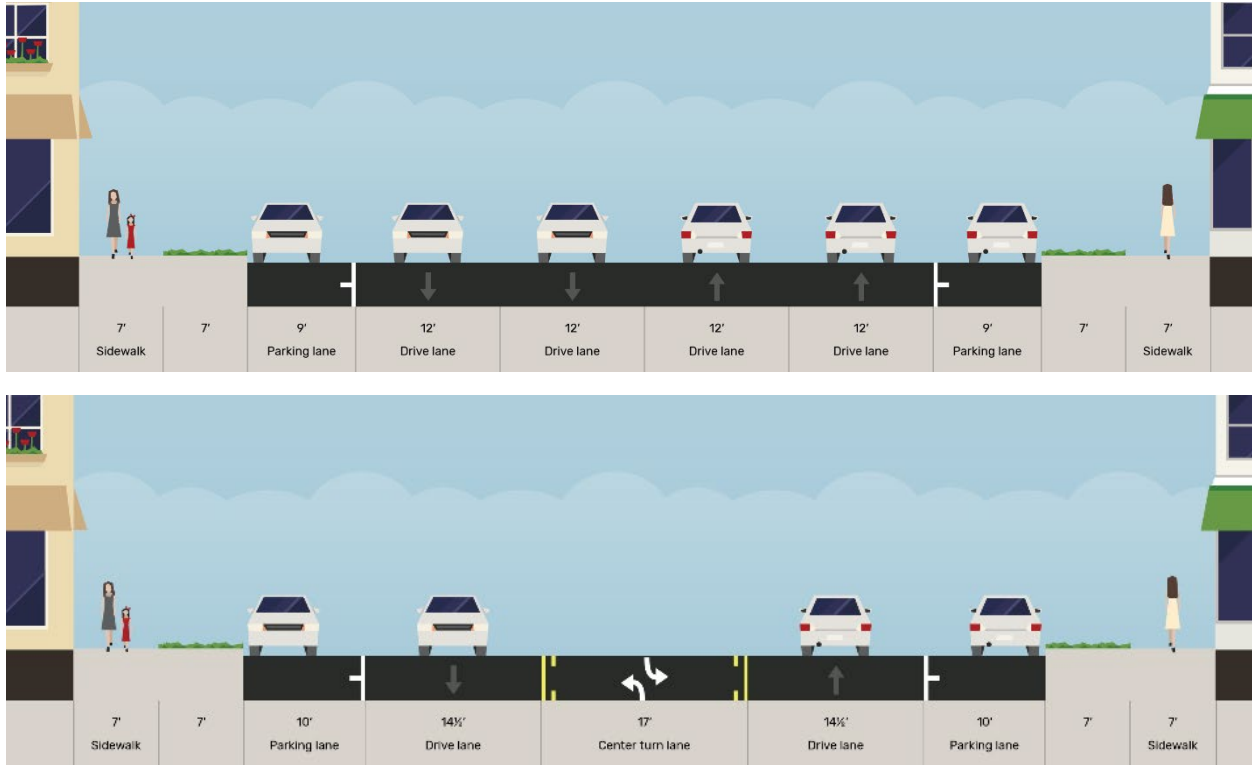 7' 7' 9' 12' 12' 12' 12' 9' 7' 7'
Sidewalk Parking lane Drive lane Drive lane Drive lane Drive lane Parking lane Sidewalk
7' 7' 10' 14½' 17' 14½' 10' 7' 7'
Sidewalk Parking lane Drive lane Center turn lane Drive lane Parking lane Sidewalk